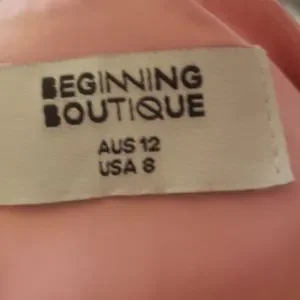 BEGINNING
BOUTIQUE
AUS 12
USA 8